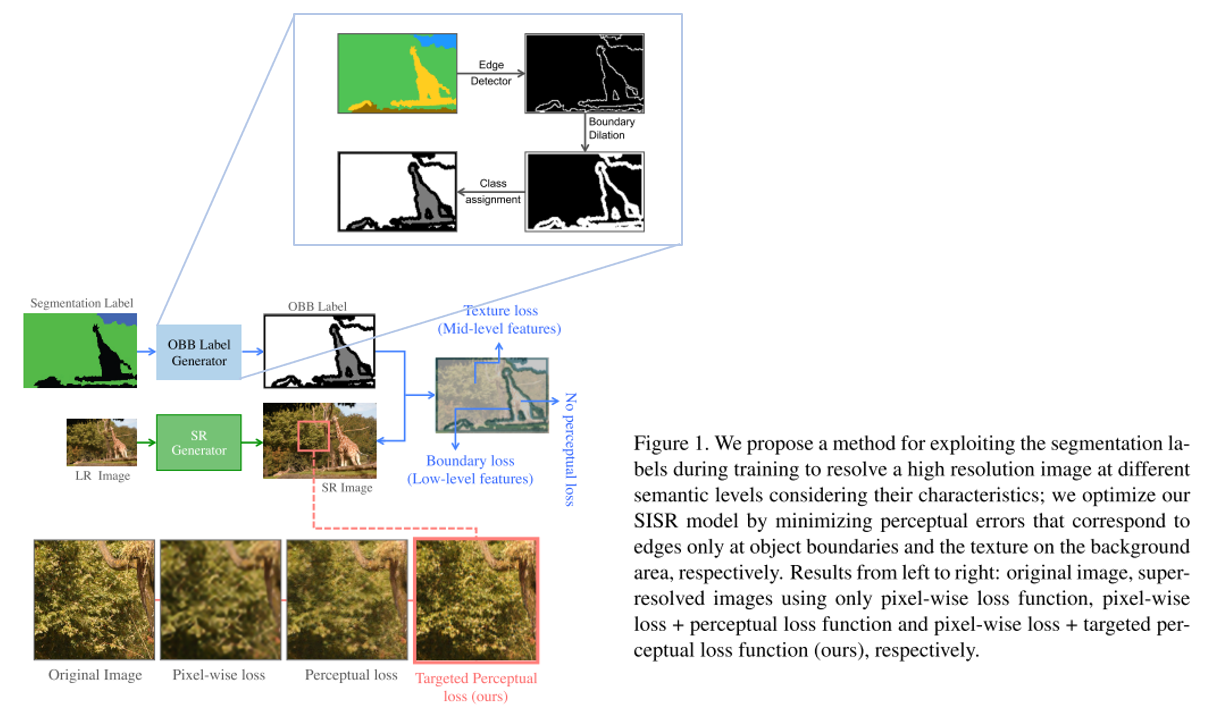 Edge
Detector
Boundary
Dilation
Class
assignment
Segmentation Label
OBB Label
Generator
OBB Label
Texture loss
(Mid-level features)
No perceptual loss
Boundary loss
(Low-level features)
LR Image
SR
Generator
SR Image
Original Image
Pixel-wise loss
Perceptual loss
Targeted Perceptual
loss (ours)
Figure 1. We propose a method for exploiting the segmentation la-
bels during training to resolve a high resolution image at different
semantic levels considering their characteristics; we optimize our
SISR model by minimizing perceptual errors that correspond to
edges only at object boundaries and the texture on the background
area, respectively. Results from left to right: original image, super-
resolved images using only pixel-wise loss function, pixel-wise
loss + perceptual loss function and pixel-wise loss + targeted per-
ceptual loss function (ours), respectively.